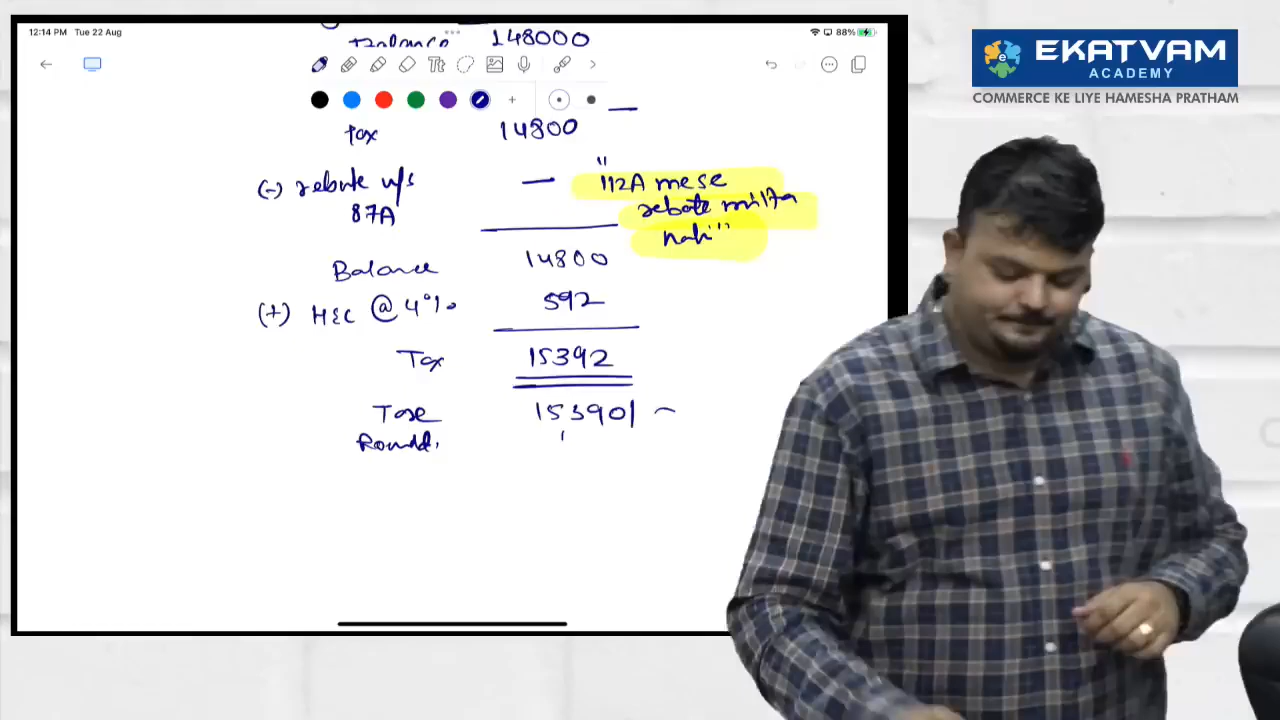 12:14 PM Tue 22 Aug
88%
Balance 148000
Tt
Tax 14800 —
(-) rebate u/s — "112A mese
87A rebate milta
nahi"
Balance 14800
(+) HEC @ 4% 592
Tax 15392
Tax 15390/-
Roundd.
EKATVAM
ACADEMY
COMMERCE KE LIYE HAMESHA PRATHAM